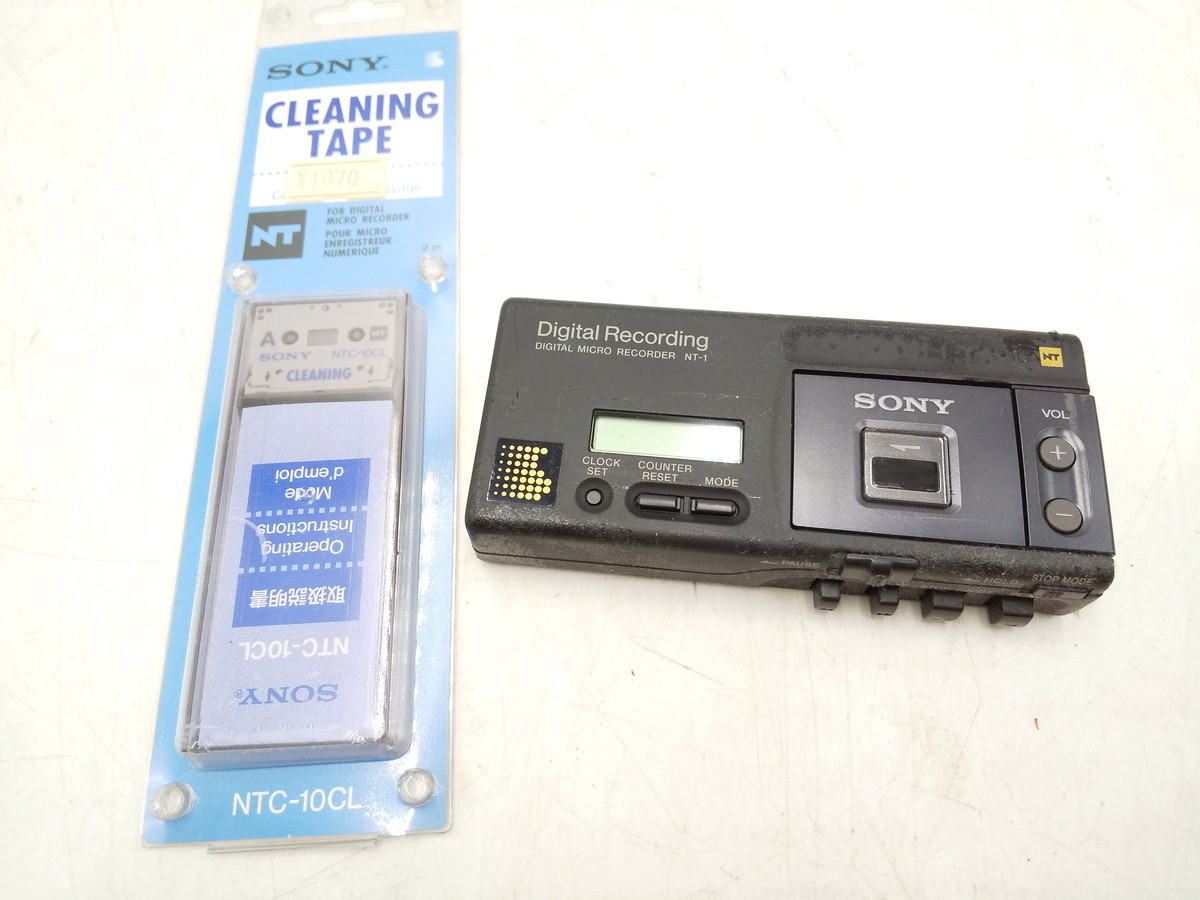 SONY®
CLEANING
TAPE
¥1070
FOR DIGITAL
MICRO RECORDER
POUR MICRO
ENREGISTREUR
NUMERIQUE
NT
2 m
A
NT
SONY NTC-10CL
CLEANING
Mode
d'emploi
Operating
Instructions
取扱説明書
NTC-10CL
SONY®
NTC-10CL
Digital Recording
DIGITAL MICRO RECORDER NT-1
NT
SONY
VOL
+
−
CLOCK
SET
COUNTER
RESET
MODE
PAUSE
HOLD
STOP MODE